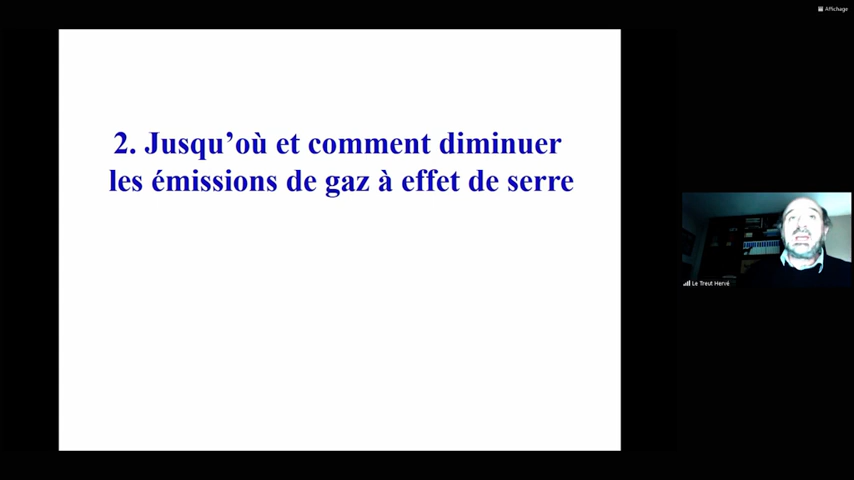 Affichage
2. Jusqu’où et comment diminuer
les émissions de gaz à effet de serre
Le Treut Hervé